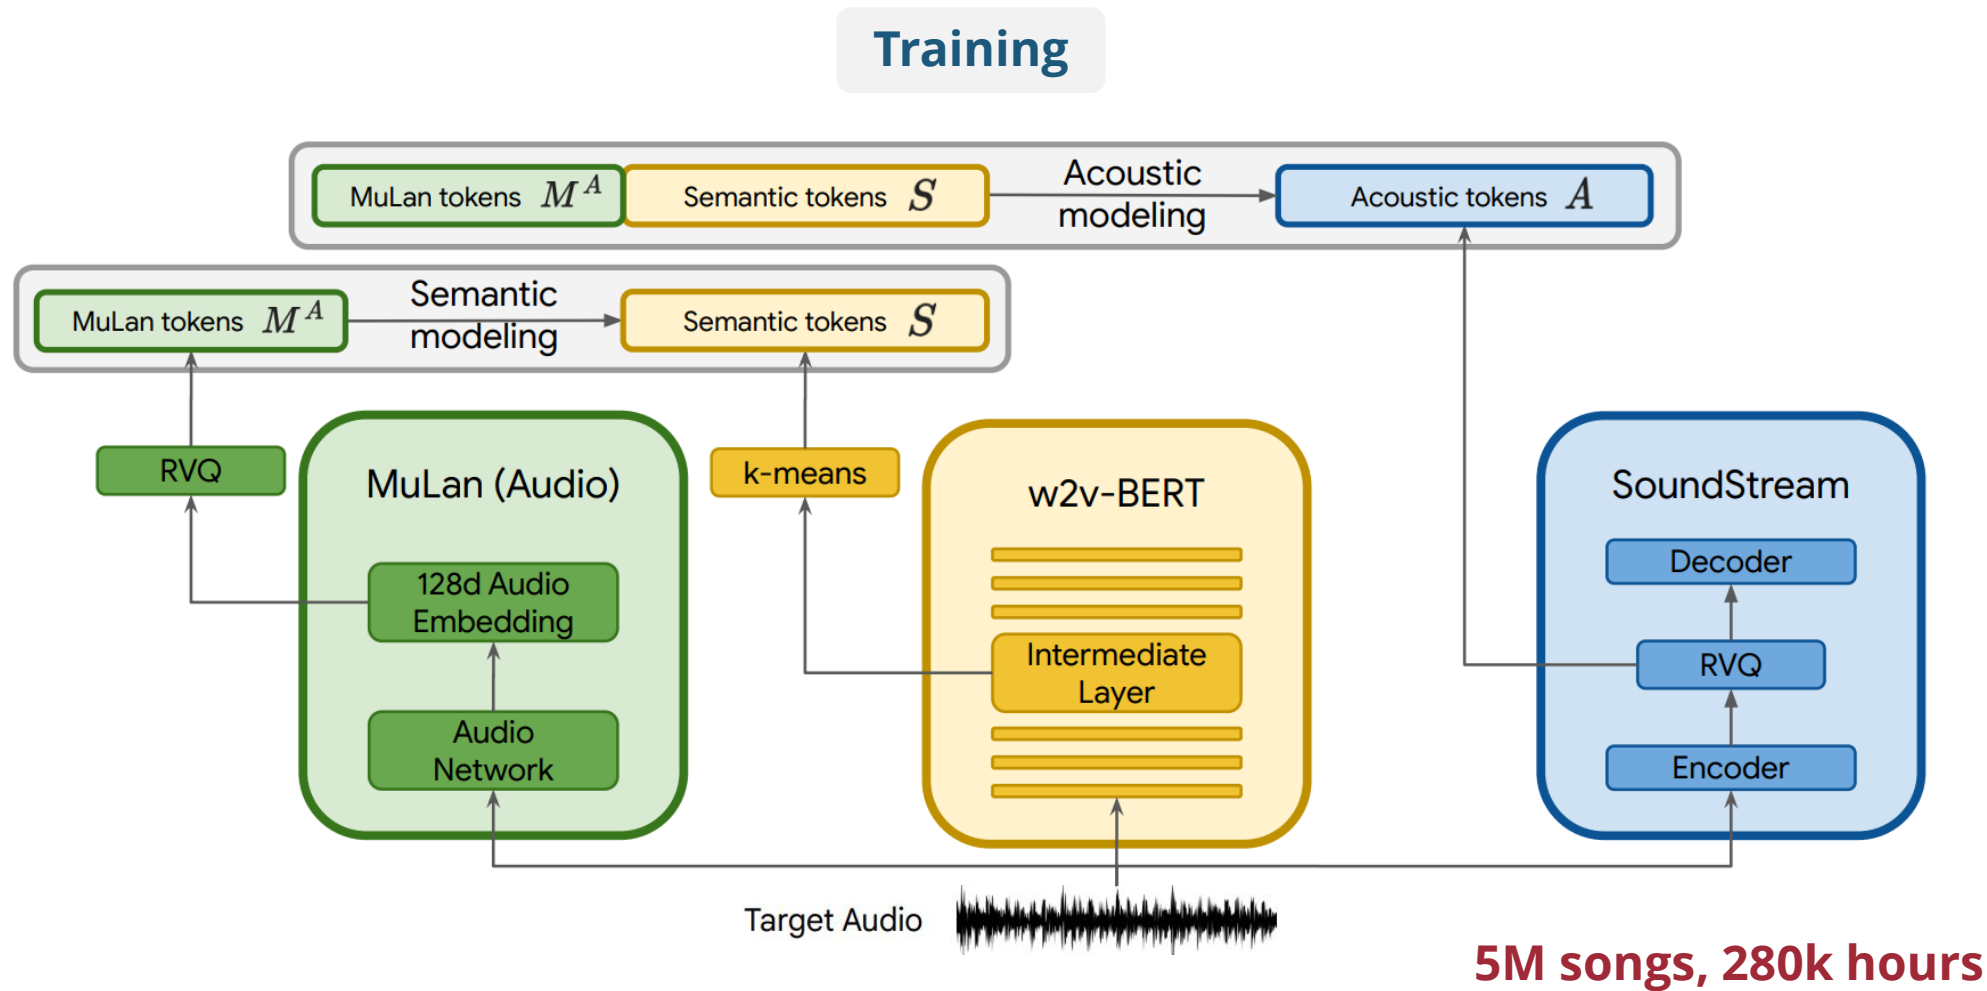 Training
MuLan tokens M^A
Semantic tokens S
Acoustic
modeling
Acoustic tokens A
MuLan tokens M^A
Semantic
modeling
Semantic tokens S
RVQ
MuLan (Audio)
128d Audio
Embedding
Audio
Network
k-means
w2v-BERT
Intermediate
Layer
SoundStream
Decoder
RVQ
Encoder
Target Audio
5M songs, 280k hours